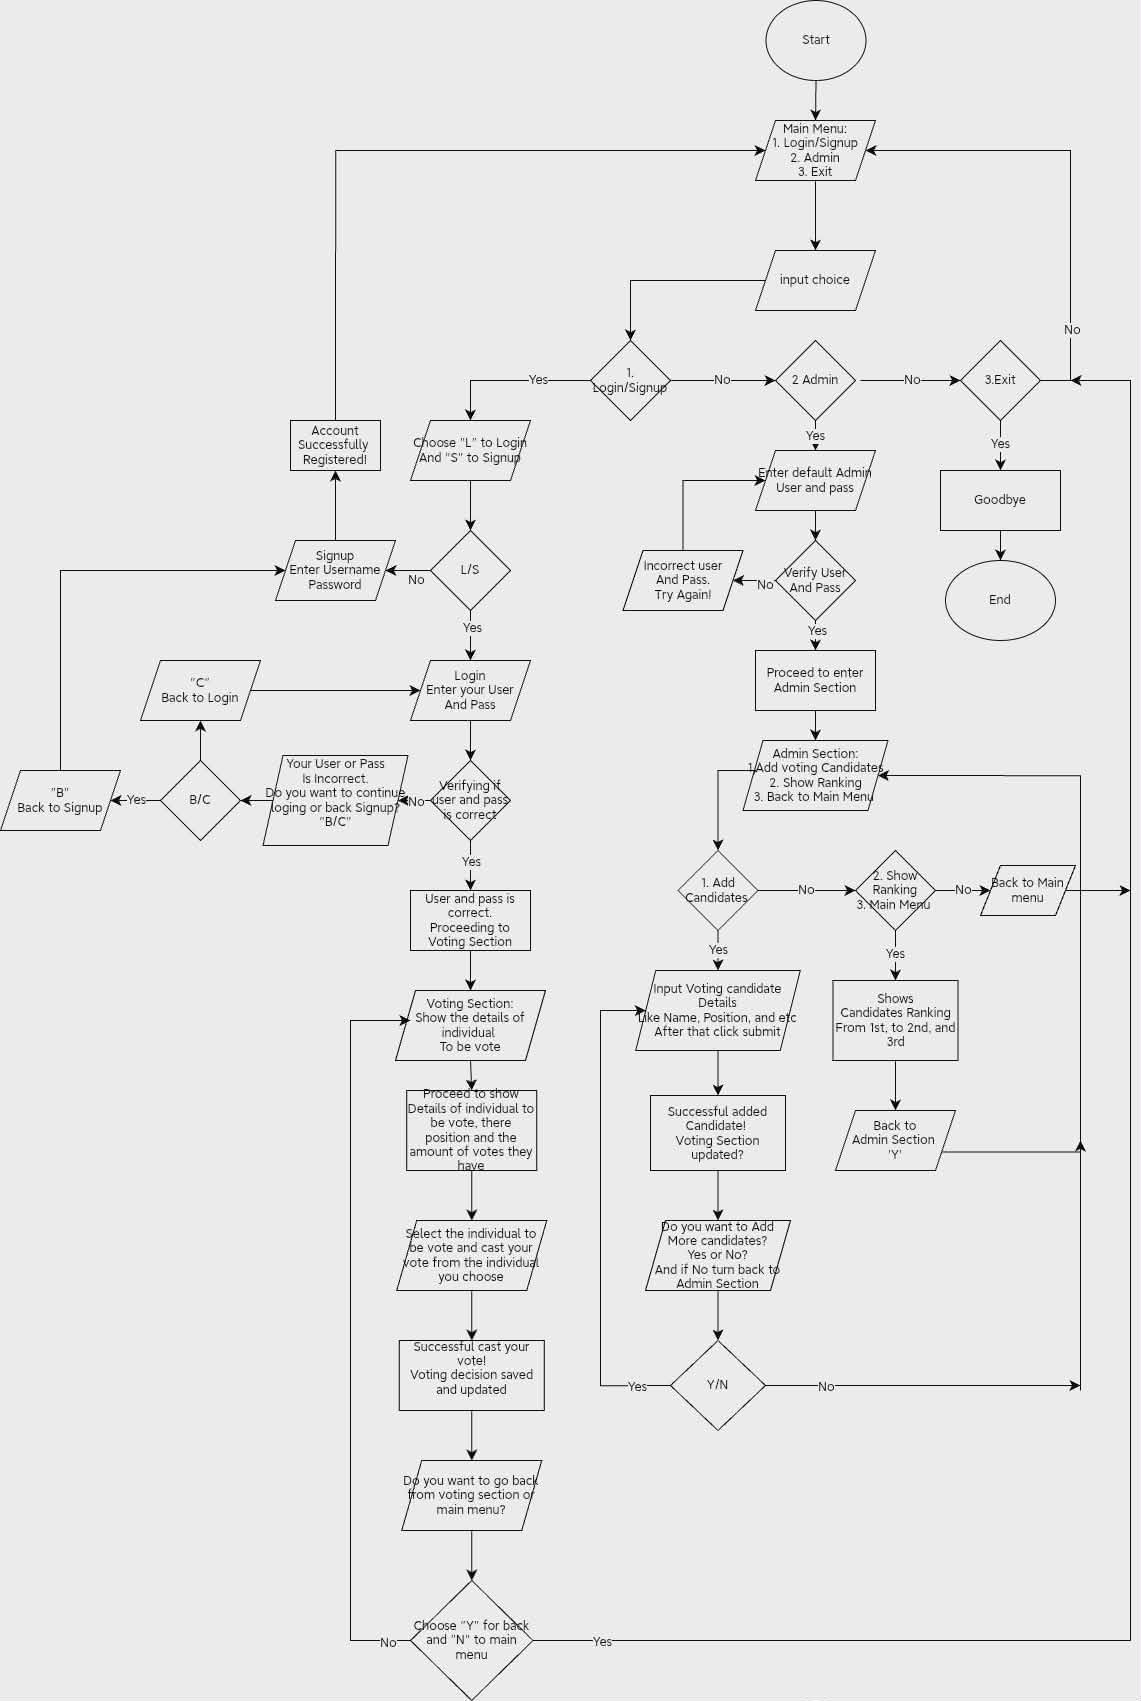 Start
Main Menu:
1. Login/Signup
2. Admin
3. Exit
input choice
No
1.
Login/Signup
Yes
No
2 Admin
No
3.Exit
Yes
Yes
Account
Successfully
Registered!
Choose "L" to Login
And "S" to Signup
Enter default Admin
User and pass
Goodbye
End
Signup
Enter Username
Password
No
L/S
Yes
Incorrect user
And Pass.
Try Again!
No
Verify User
And Pass
Yes
Proceed to enter
Admin Section
"C"
Back to Login
Login
Enter your User
And Pass
"B"
Back to Signup
Yes
B/C
Your User or Pass
Is Incorrect.
Do you want to continue
loging or back Signup?
"B/C"
No
Verifying if
user and pass
is correct
Yes
Admin Section:
1.Add voting Candidates
2. Show Ranking
3. Back to Main Menu
1. Add
Candidates
No
2. Show
Ranking
3. Main Menu
No
Back to Main
menu
Yes
Yes
User and pass is
correct.
Proceeding to
Voting Section
Voting Section:
Show the details of
individual
To be vote
Input Voting candidate
Details
Like Name, Position, and etc
After that click submit
Shows
Candidates Ranking
From 1st, to 2nd, and
3rd
Proceed to show
Details of individual to
be vote, there
position and the
amount of votes they
have
Successful added
Candidate!
Voting Section
updated?
Back to
Admin Section
'Y'
Select the individual to
be vote and cast your
vote from the individual
you choose
Do you want to Add
More candidates?
Yes or No?
And if No turn back to
Admin Section
Successful cast your
vote!
Voting decision saved
and updated
Yes
Y/N
No
Do you want to go back
from voting section or
main menu?
No
Choose "Y" for back
and "N" to main
menu
Yes